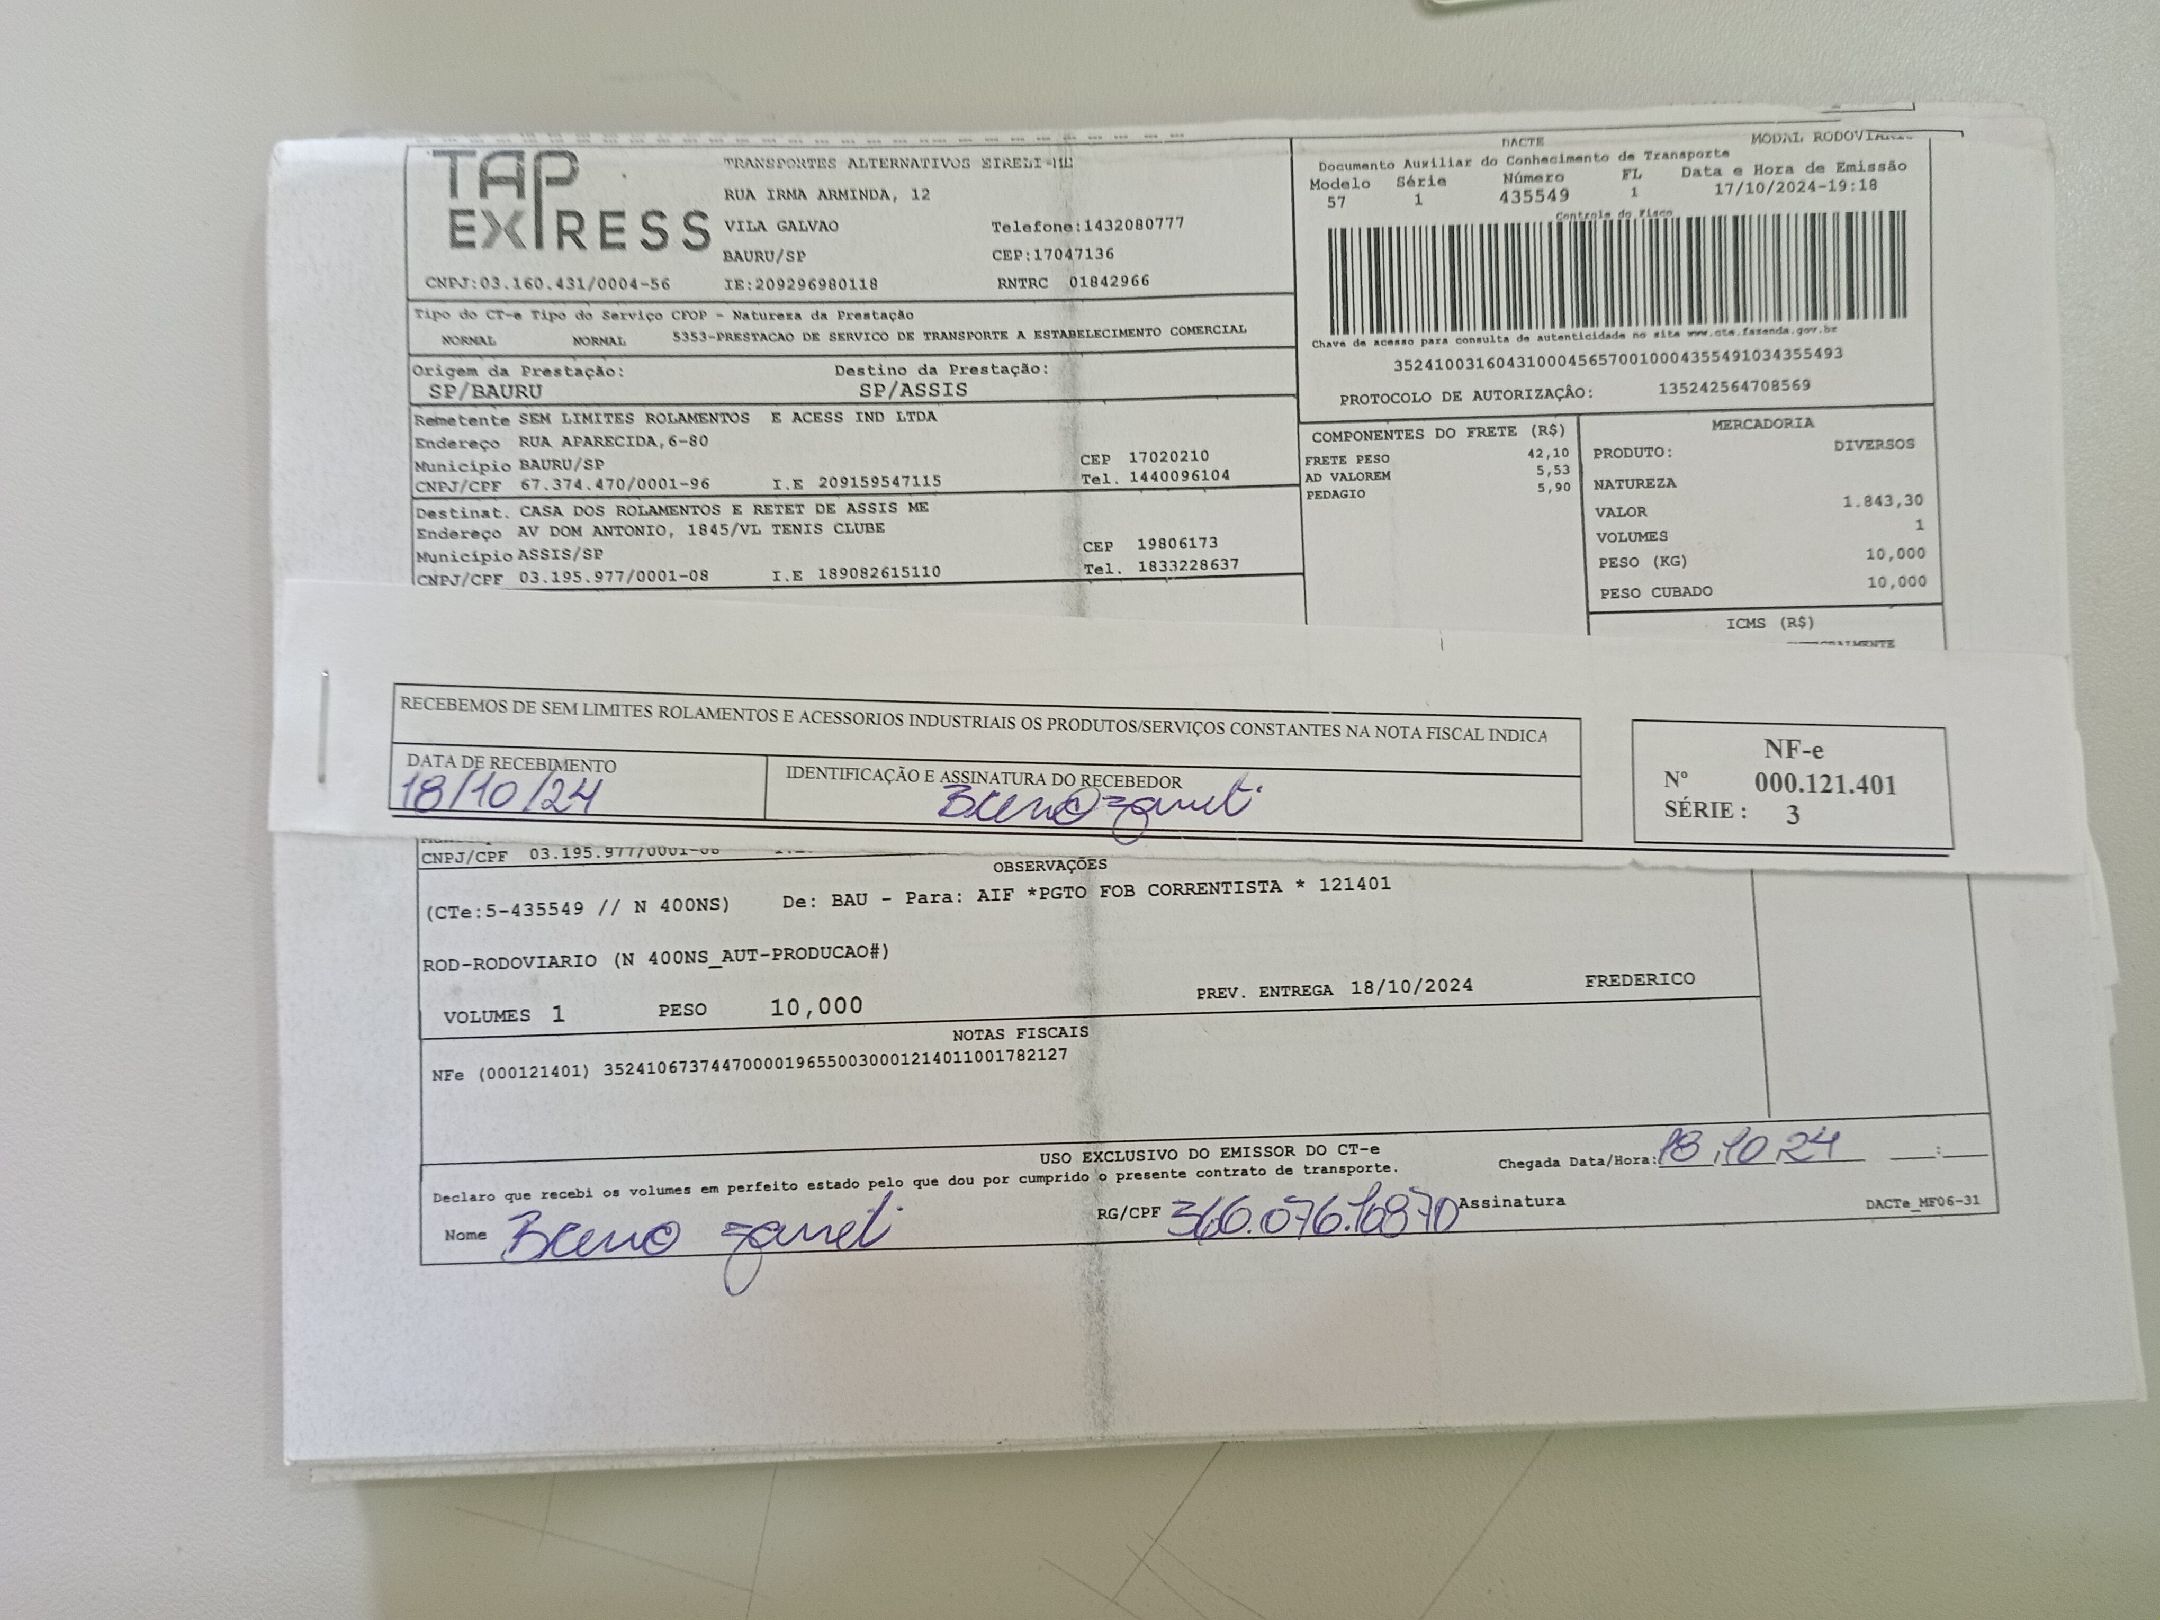 TAP EXPRESS
TRANSPORTES ALTERNATIVOS EIRELI-ME
RUA IRMA ARMINDA, 12
VILA GALVAO Telefone:1432080777
BAURU/SP CEP:17047136
CNPJ:03.160.431/0004-56 IE:209296980118 RNTRC 01842966
DACTE MODAL RODOVIARIO
Documento Auxiliar do Conhecimento de Transporte
Modelo Série Número FL Data e Hora de Emissão
57 1 435549 1 17/10/2024-19:18
Controle do Fisco
Chave de acesso para consulta de autenticidade no site www.cte.fazenda.gov.br
35241003160431000456570010004355491034355493
PROTOCOLO DE AUTORIZAÇÃO: 135242564708569
Tipo do CT-e Tipo do Serviço CFOP - Natureza da Prestação
NORMAL NORMAL 5353-PRESTACAO DE SERVICO DE TRANSPORTE A ESTABELECIMENTO COMERCIAL
Origem da Prestação: Destino da Prestação:
SP/BAURU SP/ASSIS
Remetente SEM LIMITES ROLAMENTOS E ACESS IND LTDA
Endereço RUA APARECIDA,6-80
Município BAURU/SP CEP 17020210
CNPJ/CPF 67.374.470/0001-96 I.E 209159547115 Tel. 1440096104
Destinat. CASA DOS ROLAMENTOS E RETET DE ASSIS ME
Endereço AV DOM ANTONIO, 1845/VL TENIS CLUBE
Município ASSIS/SP CEP 19806173
CNPJ/CPF 03.195.977/0001-08 I.E 189082615110 Tel. 1833228637
COMPONENTES DO FRETE (R$)
FRETE PESO 42,10
AD VALOREM 5,53
PEDAGIO 5,90
MERCADORIA
PRODUTO: DIVERSOS
NATUREZA
VALOR 1.843,30
VOLUMES 1
PESO (KG) 10,000
PESO CUBADO 10,000
ICMS (R$)
RECEBEMOS DE SEM LIMITES ROLAMENTOS E ACESSORIOS INDUSTRIAIS OS PRODUTOS/SERVIÇOS CONSTANTES NA NOTA FISCAL INDICA
DATA DE RECEBIMENTO IDENTIFICAÇÃO E ASSINATURA DO RECEBEDOR
18/10/24
NF-e
Nº 000.121.401
SÉRIE : 3
CNPJ/CPF 03.195.977/0001-08
OBSERVAÇÕES
(CTe:5-435549 // N 400NS) De: BAU - Para: AIF *PGTO FOB CORRENTISTA * 121401
ROD-RODOVIARIO (N 400NS_AUT-PRODUCAO#)
VOLUMES 1 PESO 10,000 PREV. ENTREGA 18/10/2024 FREDERICO
NOTAS FISCAIS
NFe (000121401) 35241067374470000196550030001214011001782127
USO EXCLUSIVO DO EMISSOR DO CT-e
Declaro que recebi os volumes em perfeito estado pelo que dou por cumprido o presente contrato de transporte.
Chegada Data/Hora: 18,10,24 :
Nome RG/CPF 366.076.10870 Assinatura
DACTe_MF06-31